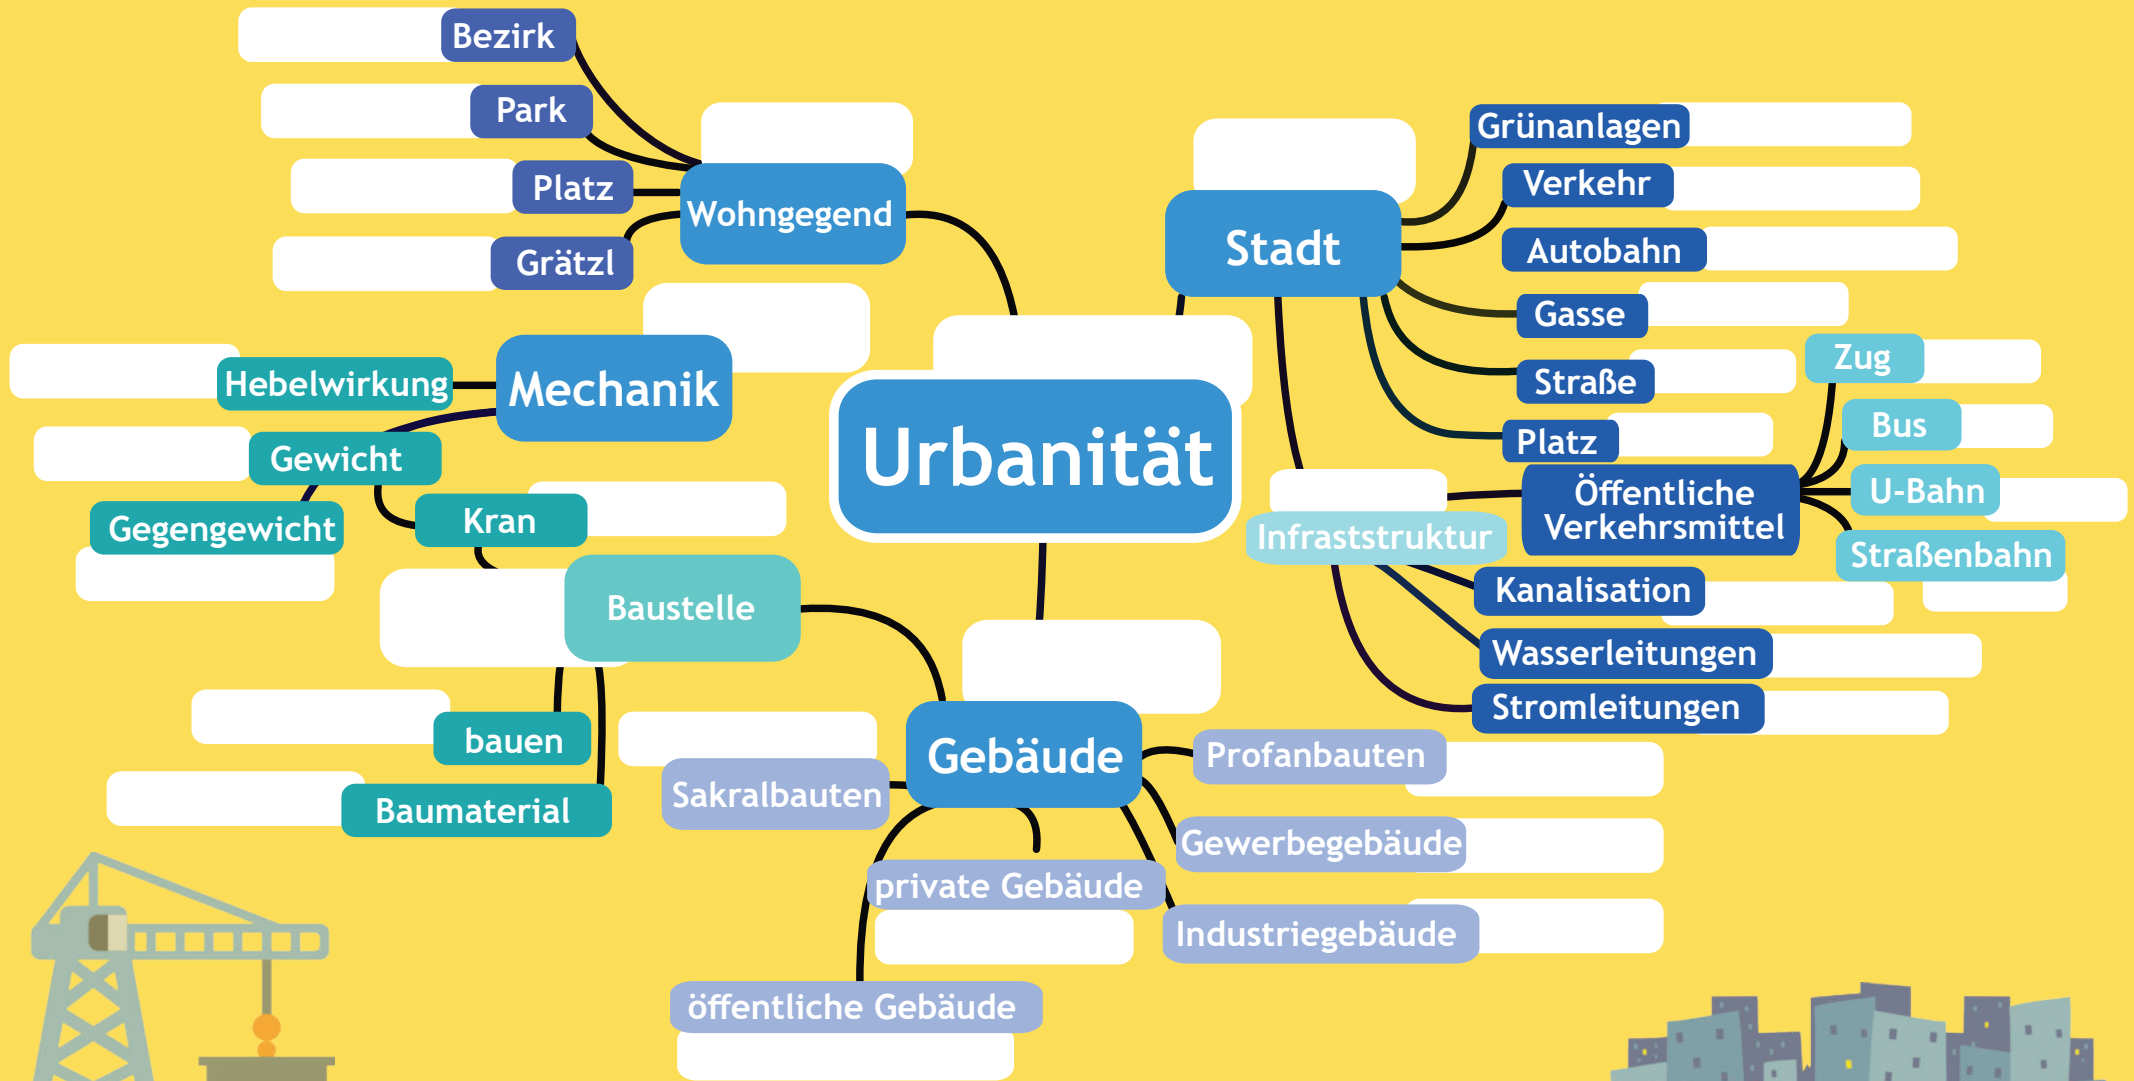 Bezirk
Park
Platz
Grätzl
Wohngegend
Hebelwirkung
Mechanik
Gewicht
Gegengewicht
Kran
Baustelle
bauen
Baumaterial
Urbanität
Stadt
Grünanlagen
Verkehr
Autobahn
Gasse
Straße
Platz
Infraststruktur
Öffentliche
Verkehrsmittel
Zug
Bus
U-Bahn
Straßenbahn
Kanalisation
Wasserleitungen
Stromleitungen
Gebäude
Sakralbauten
Profanbauten
Gewerbegebäude
private Gebäude
Industriegebäude
öffentliche Gebäude